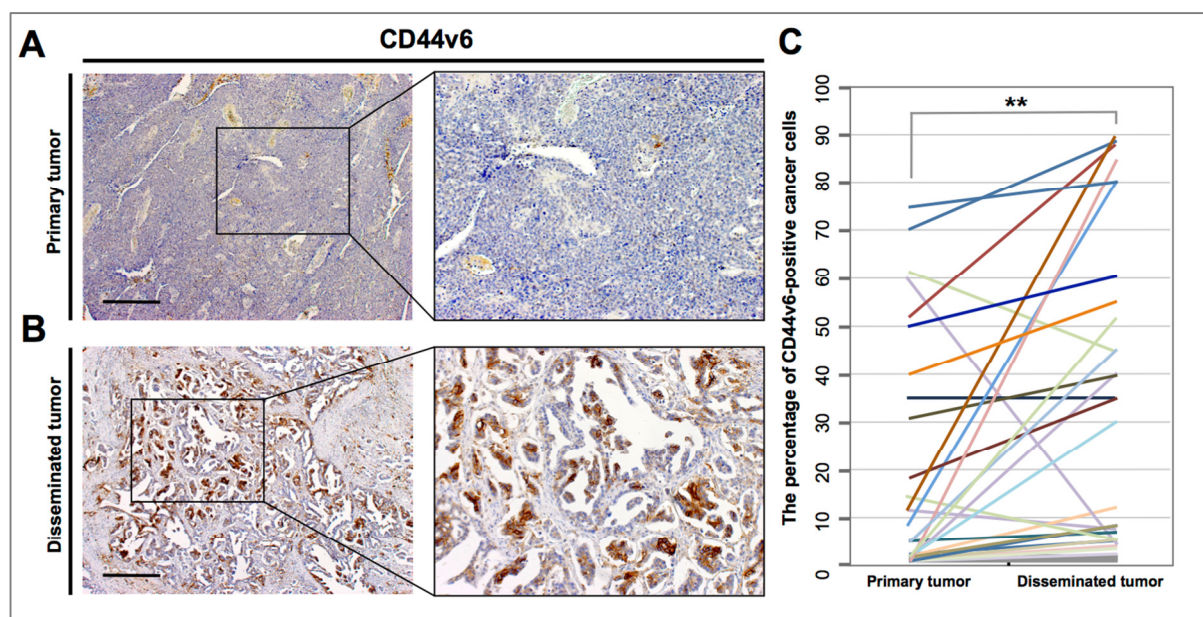 A
CD44v6
Primary tumor
B
Disseminated tumor
C
The percentage of CD44v6-positive cancer cells
100
90
80
70
60
50
40
30
20
10
0
**
Primary tumor
Disseminated tumor